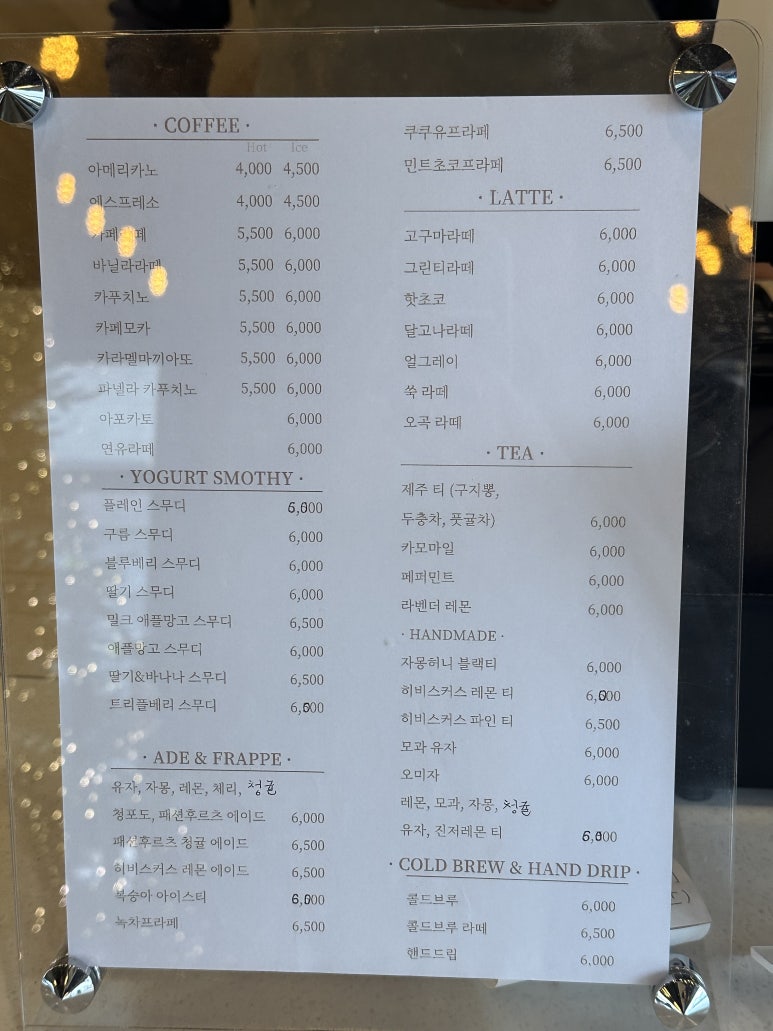 · COFFEE ·
Hot Ice
아메리카노 4,000 4,500
에스프레소 4,000 4,500
카페라떼 5,500 6,000
바닐라라떼 5,500 6,000
카푸치노 5,500 6,000
카페모카 5,500 6,000
카라멜마끼아또 5,500 6,000
파넬라 카푸치노 5,500 6,000
아포카토 6,000
연유라떼 6,000
· YOGURT SMOTHY ·
플레인 스무디 6,000
구름 스무디 6,000
블루베리 스무디 6,000
딸기 스무디 6,000
밀크 애플망고 스무디 6,500
애플망고 스무디 6,000
딸기&바나나 스무디 6,500
트리플베리 스무디 6,000
· ADE & FRAPPE ·
유자, 자몽, 레몬, 체리, 청귤
청포도, 패션후르츠 에이드 6,000
패션후르츠 청귤 에이드 6,500
히비스커스 레몬 에이드 6,500
복숭아 아이스티 6,000
녹차프라페 6,500
쿠쿠유프라페 6,500
민트초코프라페 6,500
· LATTE ·
고구마라떼 6,000
그린티라떼 6,000
핫초코 6,000
달고나라떼 6,000
얼그레이 6,000
쑥 라떼 6,000
오곡 라떼 6,000
· TEA ·
제주 티 (구지뽕,
두충차, 풋귤차) 6,000
카모마일 6,000
페퍼민트 6,000
라벤더 레몬 6,000
· HANDMADE ·
자몽허니 블랙티 6,000
히비스커스 레몬 티 6,000
히비스커스 파인 티 6,500
모과 유자 6,000
오미자 6,000
레몬, 모과, 자몽, 청귤
유자, 진저레몬 티 6,000
· COLD BREW & HAND DRIP ·
콜드브루 6,000
콜드브루 라떼 6,500
핸드드립 6,000